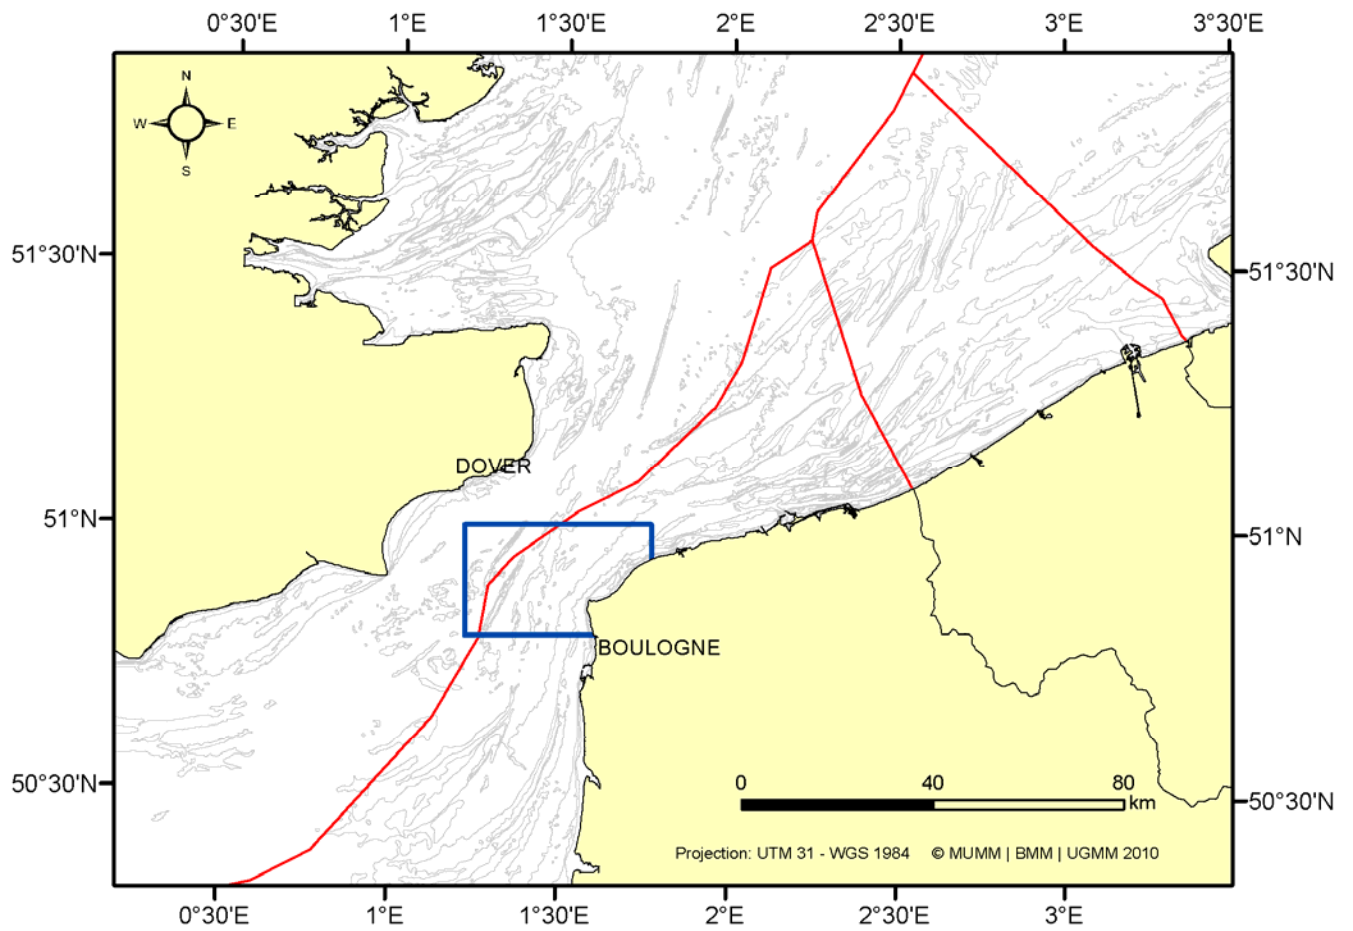 0°30'E 1°E 1°30'E 2°E 2°30'E 3°E 3°30'E
N
W E
S
51°30'N
51°30'N
DOVER
51°N
51°N
BOULOGNE
50°30'N
50°30'N
0 40 80
km
Projection: UTM 31 - WGS 1984 © MUMM | BMM | UGMM 2010
0°30'E 1°E 1°30'E 2°E 2°30'E 3°E